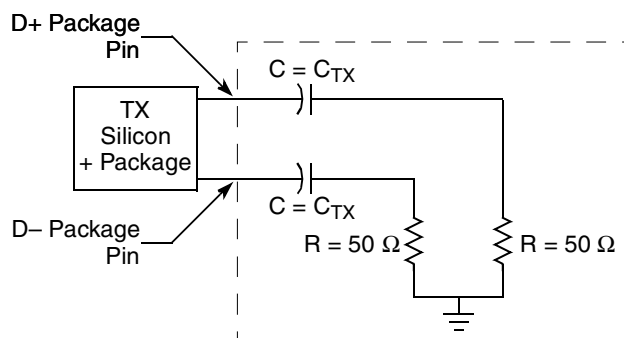 D+ Package
Pin
C = CTX
TX
Silicon
+ Package
C = CTX
D– Package
Pin
R = 50 Ω
R = 50 Ω